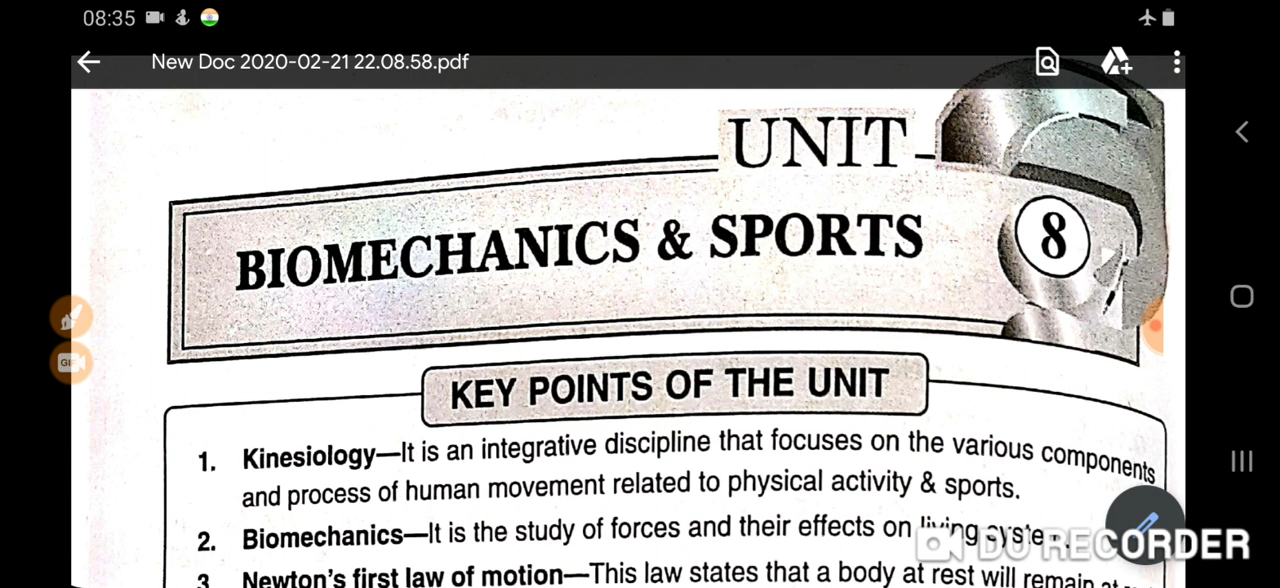 08:35
New Doc 2020-02-21 22.08.58.pdf
UNIT
BIOMECHANICS & SPORTS
8
KEY POINTS OF THE UNIT
1. Kinesiology—It is an integrative discipline that focuses on the various components
and process of human movement related to physical activity & sports.
2. Biomechanics—It is the study of forces and their effects on living
DU RECORDER
3. Newton's first law of motion—This law states that a body at rest will remain at